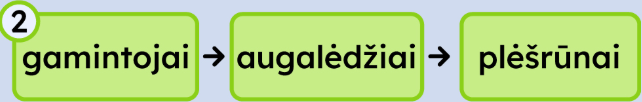 2
gamintojai → augalėdžiai → plėšrūnai